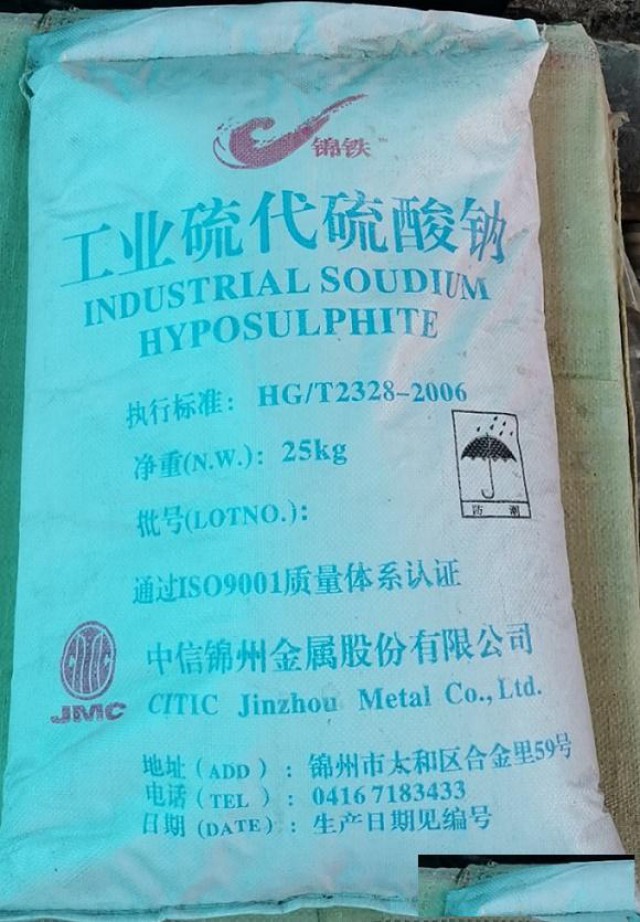 锦铁
工业硫代硫酸钠
INDUSTRIAL SOUDIUM
HYPOSULPHITE
执行标准：HG/T2328-2006
净重(N.W.)：25kg
批号(LOTNO.)：
防 潮
通过ISO9001质量体系认证
CITIC
JMC
中信锦州金属股份有限公司
CITIC Jinzhou Metal Co., Ltd.
地址（ADD）：锦州市太和区合金里59号
电话（TEL）：0416 7183433
日期（DATE）：生产日期见编号